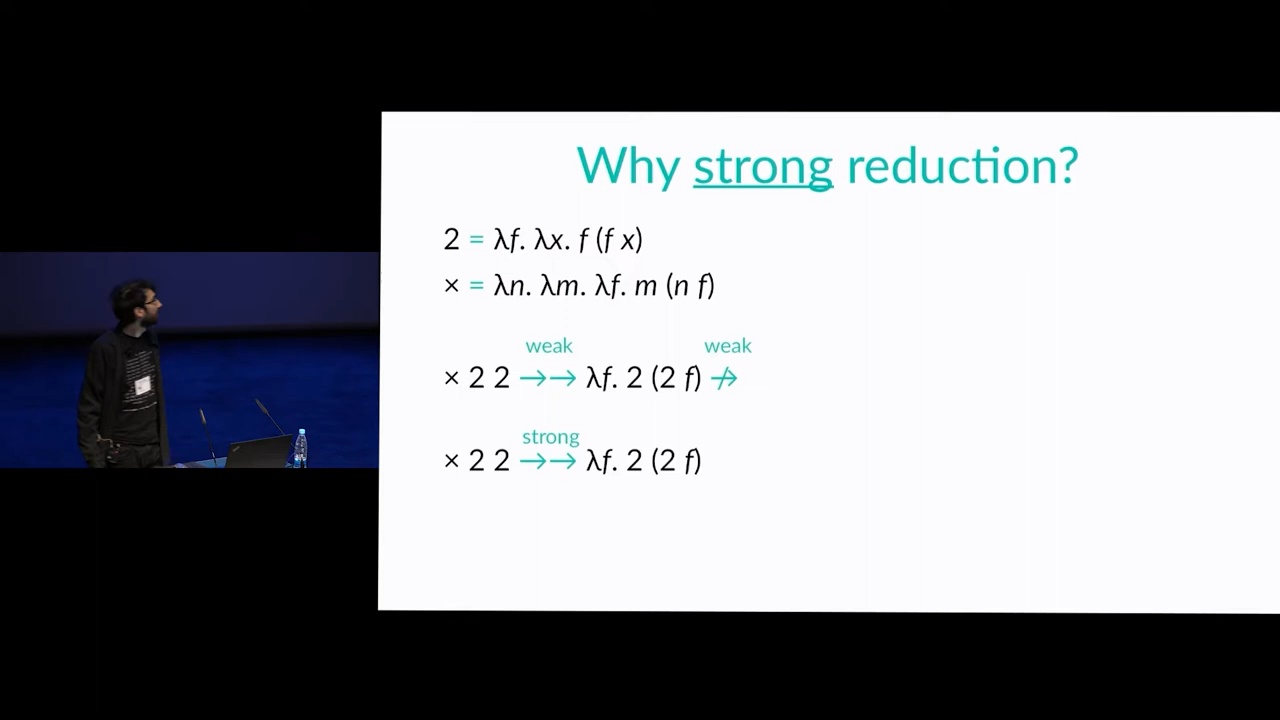 Why strong reduction?
2 = λf. λx. f (f x)
× = λn. λm. λf. m (n f)
weak weak
× 2 2 →→ λf. 2 (2 f) ↛
strong
× 2 2 →→ λf. 2 (2 f)